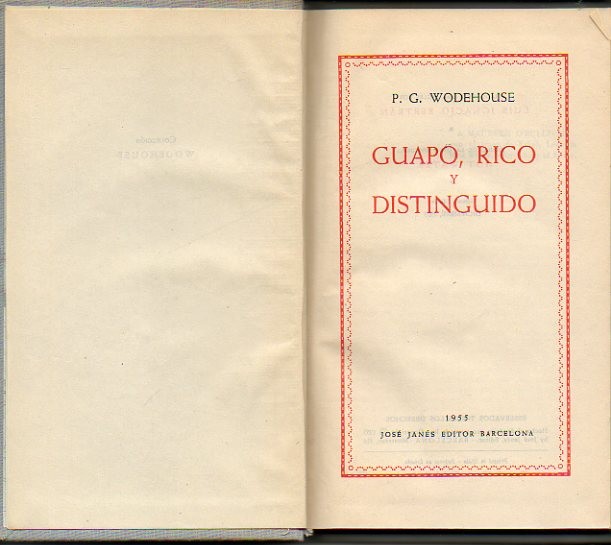 P. G. WODEHOUSE
GUAPO, RICO
Y
DISTINGUIDO
1955
JOSÉ JANÉS EDITOR BARCELONA